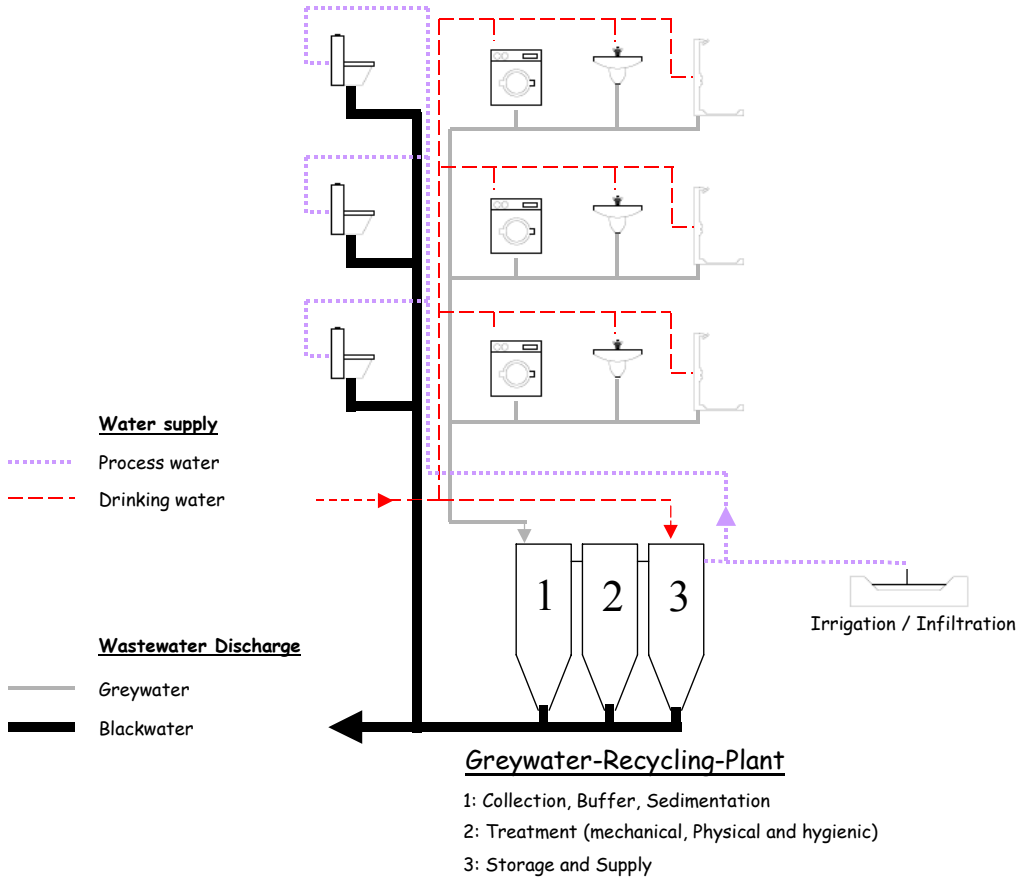 Water supply
Process water
Drinking water
1
2
3
Irrigation / Infiltration
Wastewater Discharge
Greywater
Blackwater
Greywater-Recycling-Plant
1: Collection, Buffer, Sedimentation
2: Treatment (mechanical, Physical and hygienic)
3: Storage and Supply